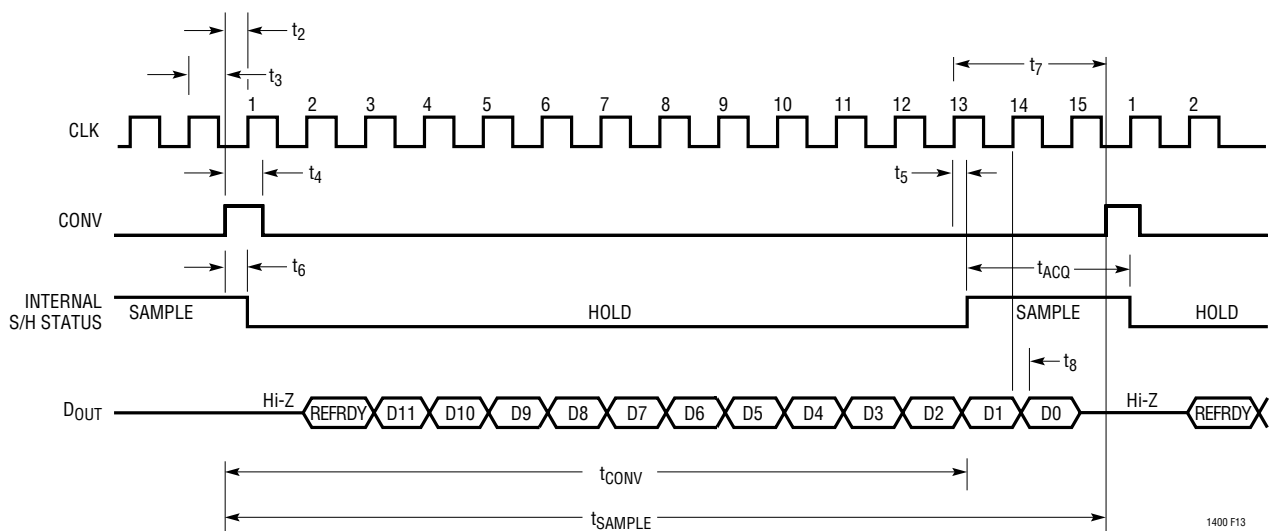 t2
t3
t7
1 2 3 4 5 6 7 8 9 10 11 12 13 14 15 1 2
CLK
t4
t5
CONV
t6
tACQ
INTERNAL
S/H STATUS
SAMPLE HOLD SAMPLE HOLD
t8
DOUT
Hi-Z REFRDY D11 D10 D9 D8 D7 D6 D5 D4 D3 D2 D1 D0 Hi-Z REFRDY
tCONV
tSAMPLE
1400 F13